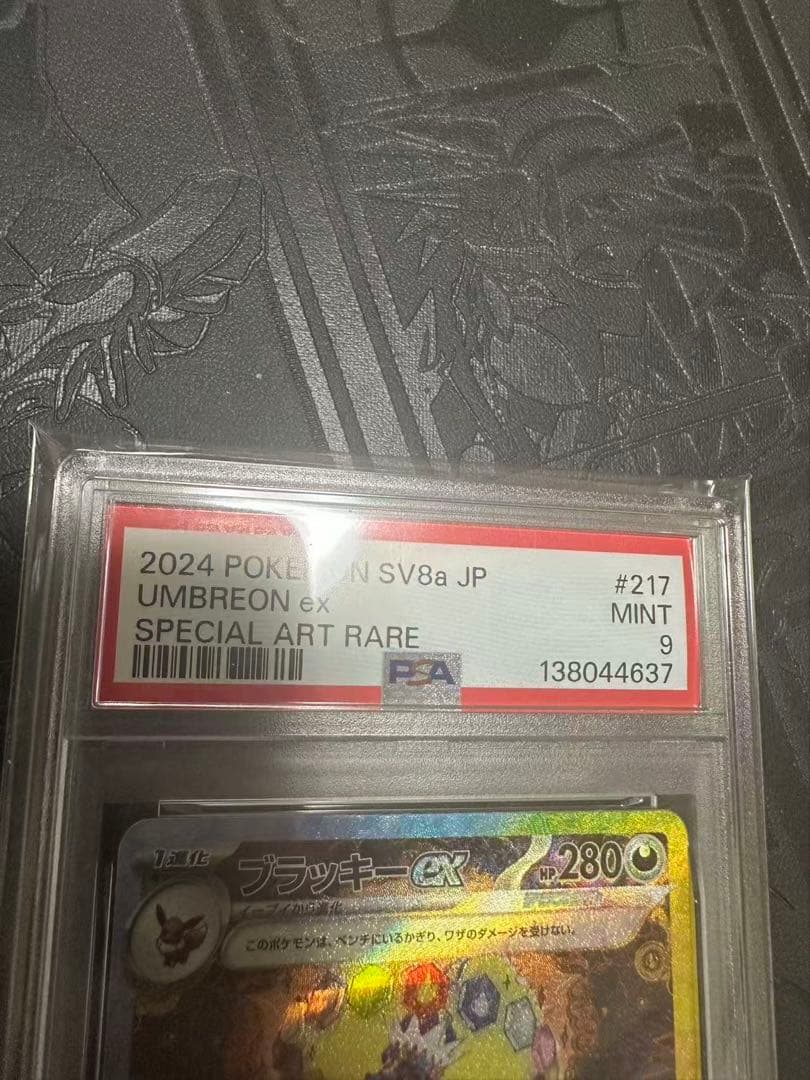 2024 POKEMON SV8a JP
#217
UMBREON ex
MINT
SPECIAL ART RARE
9
PSA
138044637
1進化
ブラッキーex
HP280
イーブイから進化
このポケモンは、ベンチにいるかぎり、ワザのダメージを受けない。